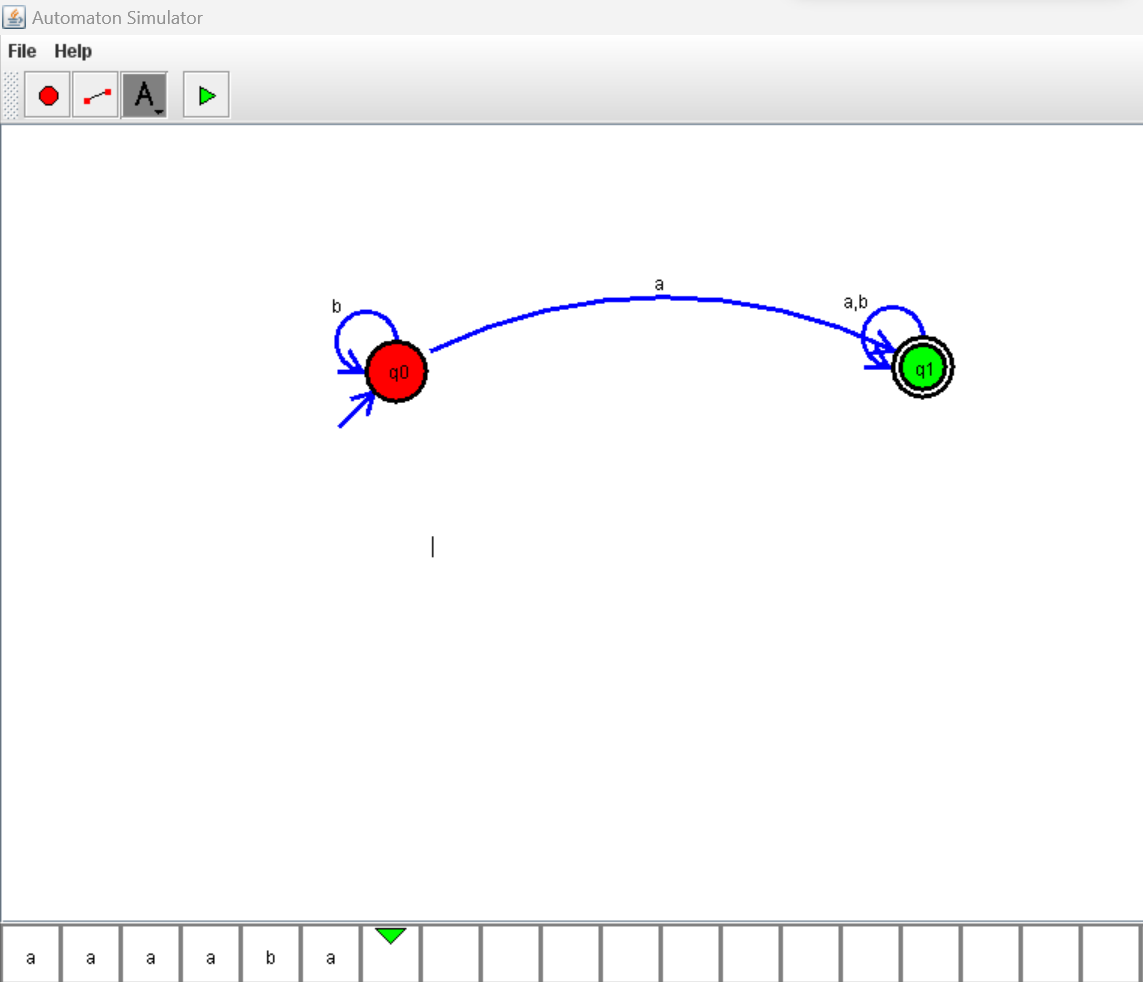 Automaton Simulator
File Help
A
a
b
a,b
q0
q1
a a a a b a